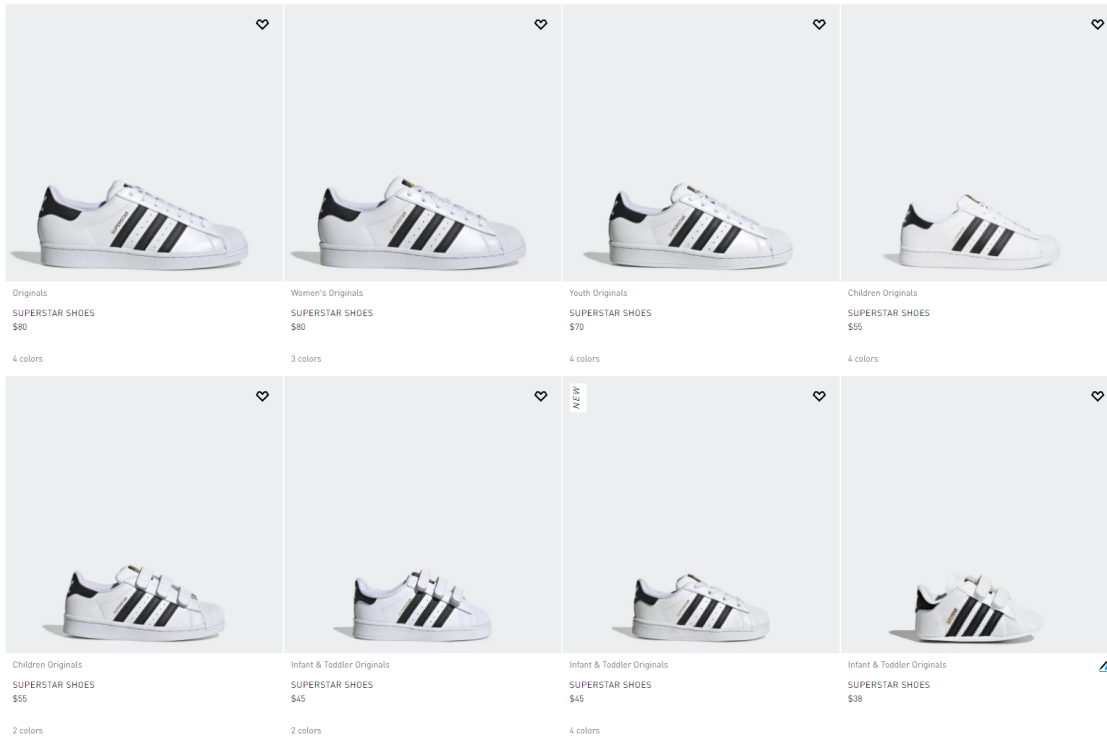 Originals
SUPERSTAR SHOES
$80
4 colors
Women's Originals
SUPERSTAR SHOES
$80
3 colors
Youth Originals
SUPERSTAR SHOES
$70
4 colors
Children Originals
SUPERSTAR SHOES
$55
4 colors
Children Originals
SUPERSTAR SHOES
$55
2 colors
Infant & Toddler Originals
SUPERSTAR SHOES
$45
2 colors
NEW
Infant & Toddler Originals
SUPERSTAR SHOES
$45
4 colors
Infant & Toddler Originals
SUPERSTAR SHOES
$38